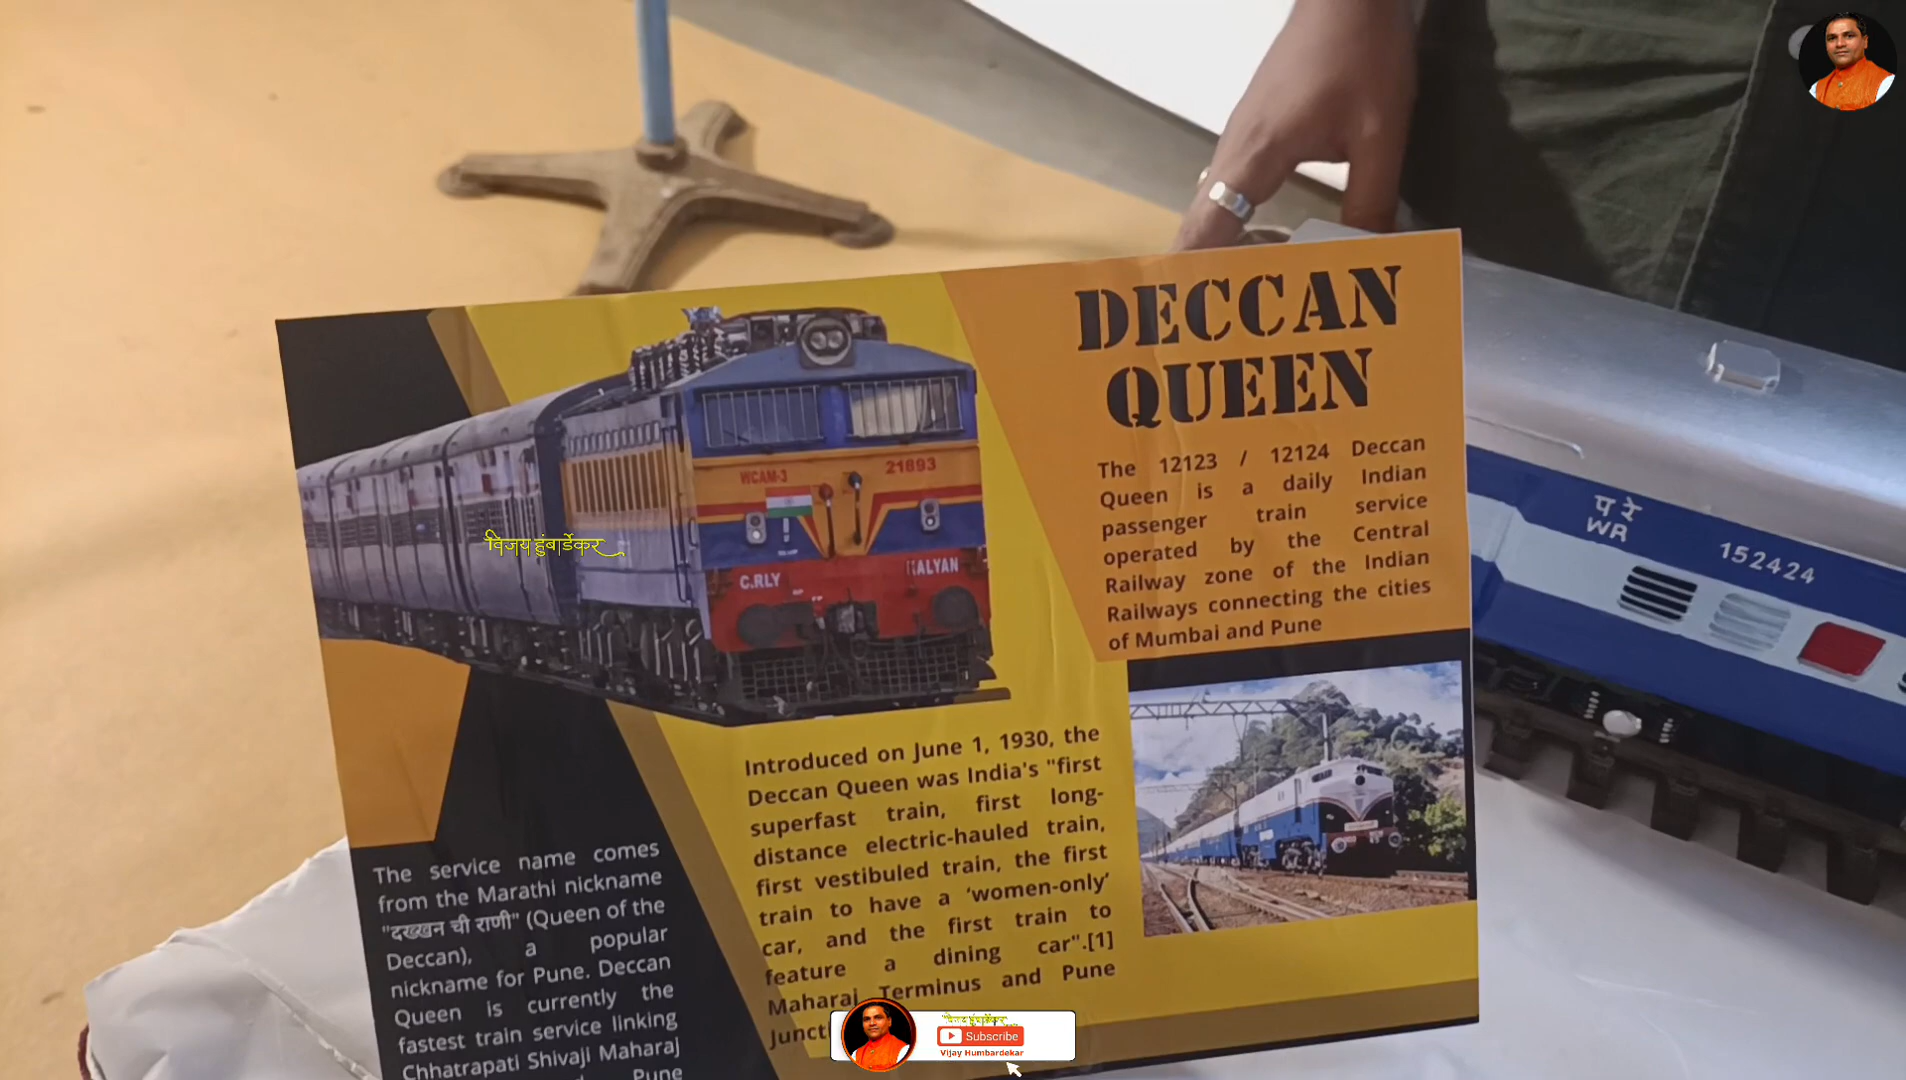 DECCAN
QUEEN
The 12123 / 12124 Deccan
Queen is a daily Indian
passenger train service
operated by the Central
Railway zone of the Indian
Railways connecting the cities
of Mumbai and Pune
WCAM-3
21893
C.RLY
KALYAN
विजय हुंबार्डेकर
प रे
WR
152424
Introduced on June 1, 1930, the
Deccan Queen was India's "first
superfast train, first long-
distance electric-hauled train,
first vestibuled train, the first
train to have a ‘women-only’
car, and the first train to
feature a dining car".[1]
Maharaj Terminus and Pune
The service name comes
from the Marathi nickname
"दख्खन ची राणी" (Queen of the
Deccan), a popular
nickname for Pune. Deccan
Queen is currently the
fastest train service linking
Chhatrapati Shivaji Maharaj
Pune
"विजय हुंबार्डेकर"
Subscribe
Vijay Humbardekar